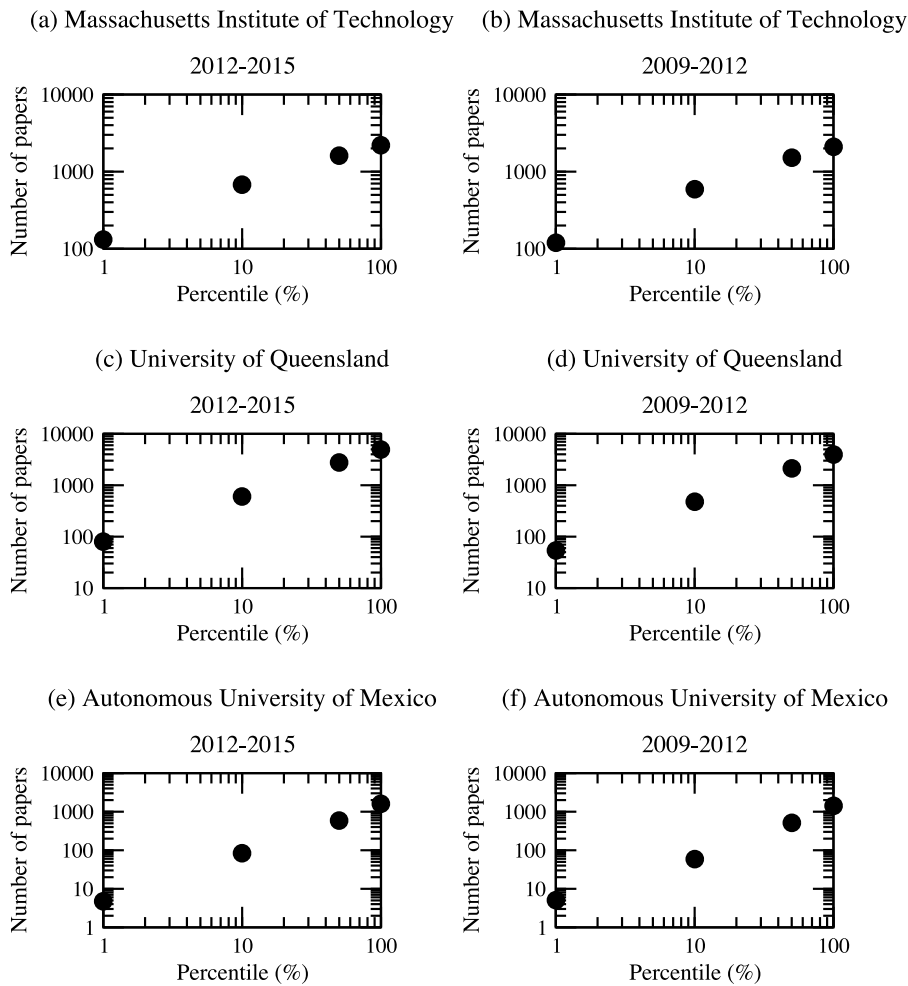 (a) Massachusetts Institute of Technology
2012-2015
Number of papers
10000
1000
100
1 10 100
Percentile (%)
(b) Massachusetts Institute of Technology
2009-2012
Number of papers
10000
1000
100
1 10 100
Percentile (%)
(c) University of Queensland
2012-2015
Number of papers
10000
1000
100
10
1 10 100
Percentile (%)
(d) University of Queensland
2009-2012
Number of papers
10000
1000
100
10
1 10 100
Percentile (%)
(e) Autonomous University of Mexico
2012-2015
Number of papers
10000
1000
100
10
1
1 10 100
Percentile (%)
(f) Autonomous University of Mexico
2009-2012
Number of papers
10000
1000
100
10
1
1 10 100
Percentile (%)